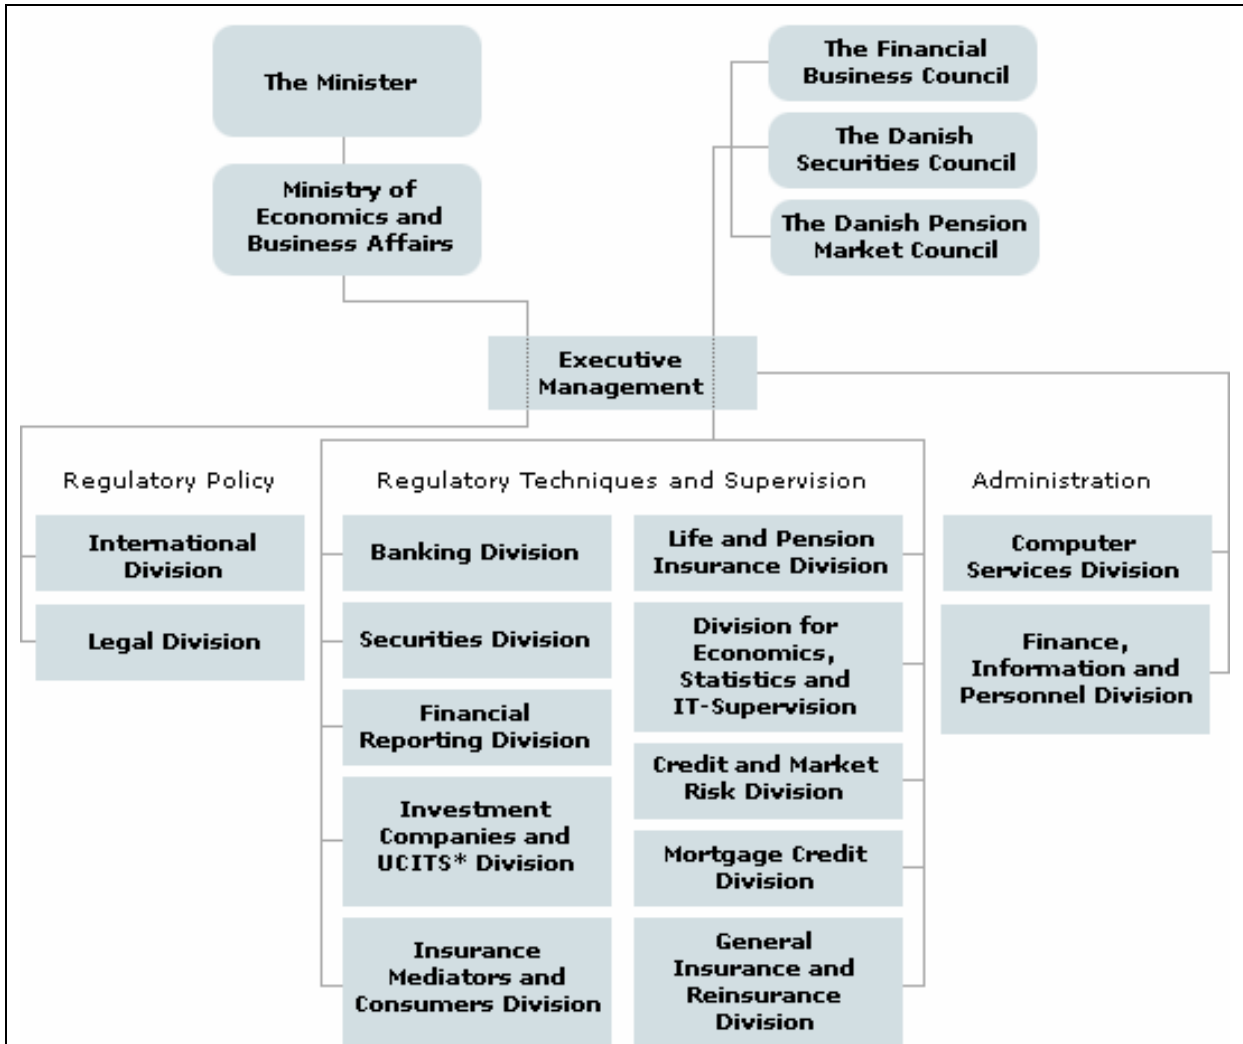 The Minister
Ministry of
Economics and
Business Affairs
The Financial
Business Council
The Danish
Securities Council
The Danish Pension
Market Council
Executive
Management
Regulatory Policy
International
Division
Legal Division
Regulatory Techniques and Supervision
Banking Division
Securities Division
Financial
Reporting Division
Investment
Companies and
UCITS* Division
Insurance
Mediators and
Consumers Division
Life and Pension
Insurance Division
Division for
Economics,
Statistics and
IT-Supervision
Credit and Market
Risk Division
Mortgage Credit
Division
General
Insurance and
Reinsurance
Division
Administration
Computer
Services Division
Finance,
Information and
Personnel Division